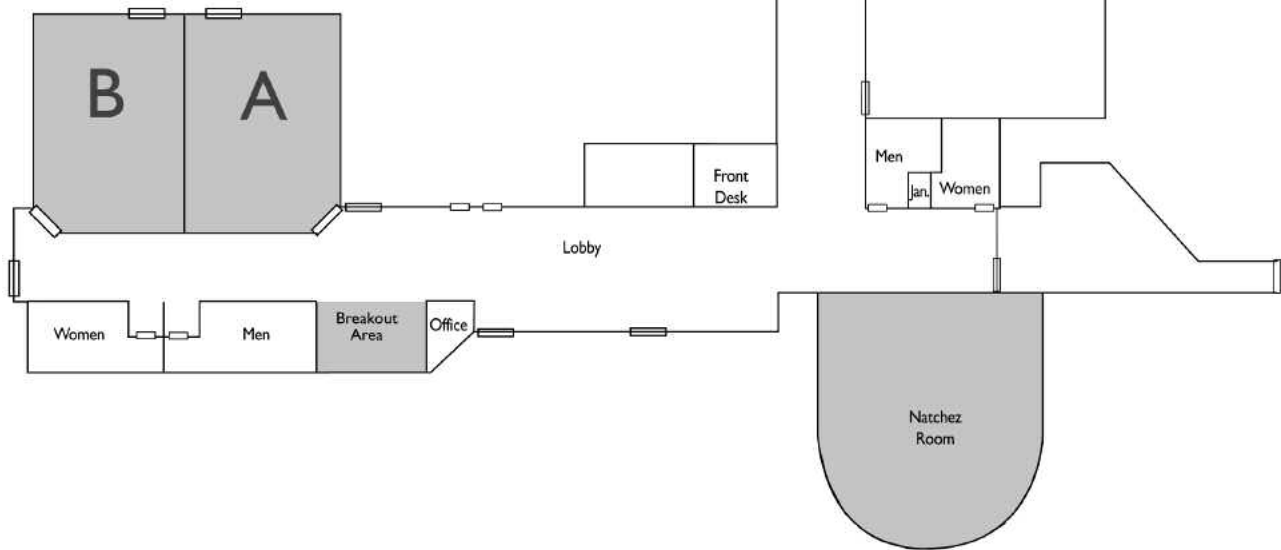 B
A
Front
Desk
Men
Jan.
Women
Lobby
Women
Men
Breakout
Area
Office
Natchez
Room